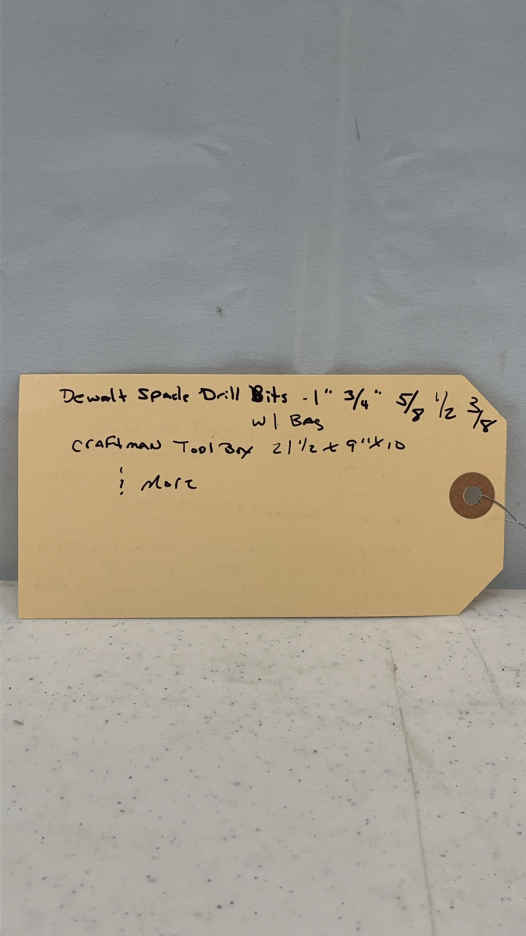 Dewalt Spade Drill Bits - 1" 3/4" 5/8 1/2 3/8
W/ BAG
Craftman Tool Box 21 1/2 x 9" x 10
& More